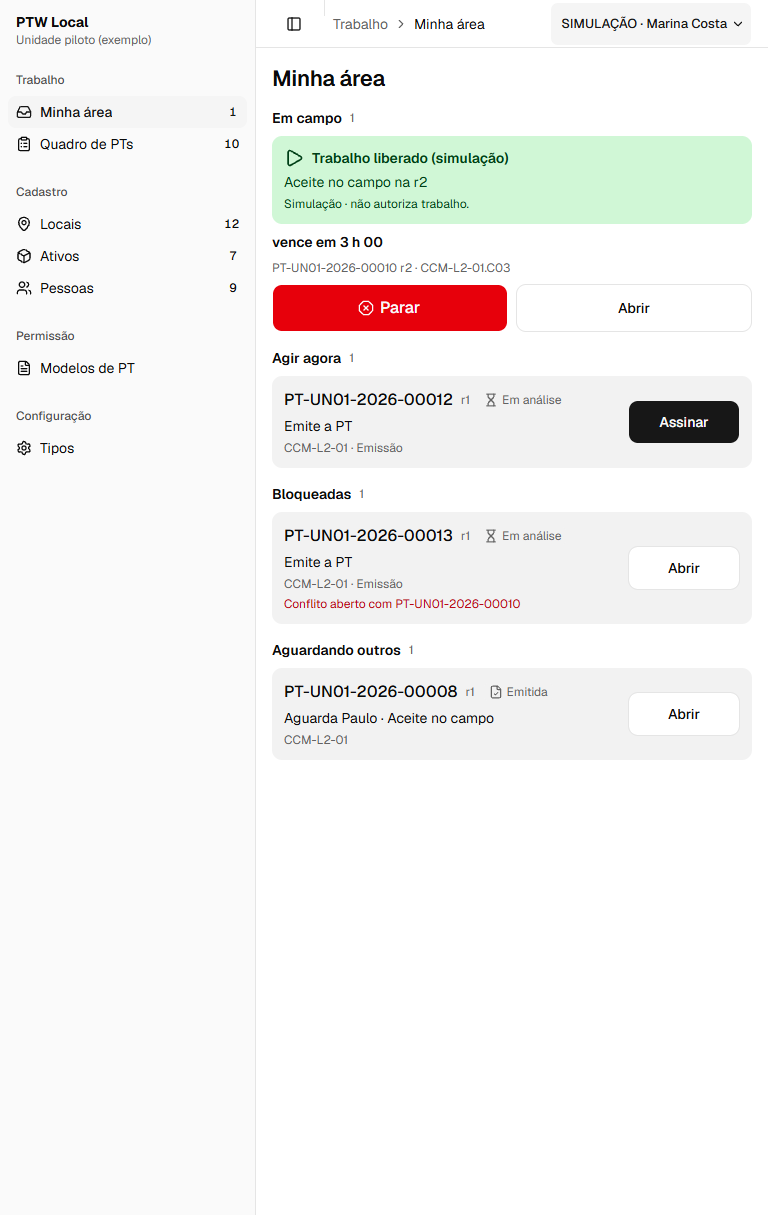 PTW Local
Unidade piloto (exemplo)
Trabalho
Minha área 1
Quadro de PTs 10
Cadastro
Locais 12
Ativos 7
Pessoas 9
Permissão
Modelos de PT
Configuração
Tipos
Trabalho > Minha área
SIMULAÇÃO · Marina Costa
Minha área
Em campo 1
Trabalho liberado (simulação)
Aceite no campo na r2
Simulação · não autoriza trabalho.
vence em 3 h 00
PT-UN01-2026-00010 r2 · CCM-L2-01.C03
Parar
Abrir
Agir agora 1
PT-UN01-2026-00012 r1 Em análise
Emite a PT
CCM-L2-01 · Emissão
Assinar
Bloqueadas 1
PT-UN01-2026-00013 r1 Em análise
Emite a PT
CCM-L2-01 · Emissão
Conflito aberto com PT-UN01-2026-00010
Abrir
Aguardando outros 1
PT-UN01-2026-00008 r1 Emitida
Aguarda Paulo · Aceite no campo
CCM-L2-01
Abrir